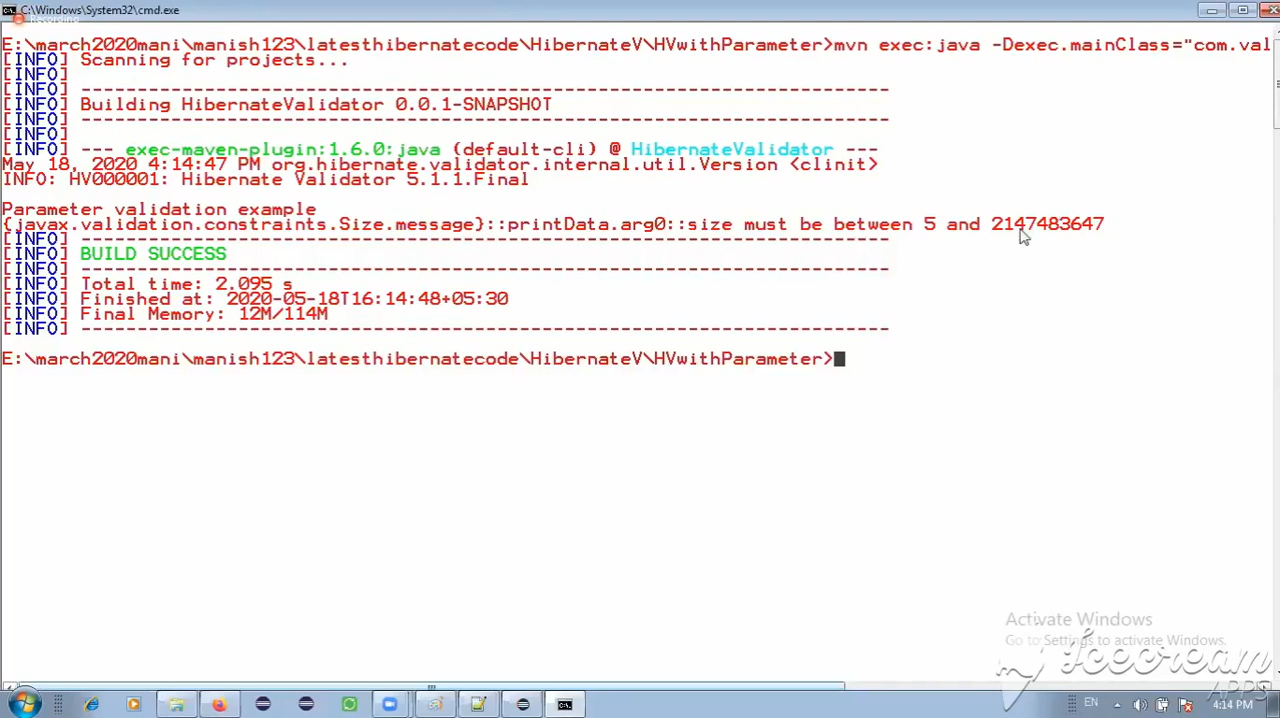 C:\Windows\System32\cmd.exe
Recording
E:\march2020mani\manish123\latesthibernatecode\HibernateV\HVwithParameter>mvn exec:java -Dexec.mainClass="com.val
[INFO] Scanning for projects...
[INFO]
[INFO] ------------------------------------------------------------------------
[INFO] Building HibernateValidator 0.0.1-SNAPSHOT
[INFO] ------------------------------------------------------------------------
[INFO]
[INFO] --- exec-maven-plugin:1.6.0:java (default-cli) @ HibernateValidator ---
May 18, 2020 4:14:47 PM org.hibernate.validator.internal.util.Version <clinit>
INFO: HV000001: Hibernate Validator 5.1.1.Final
Parameter validation example
{javax.validation.constraints.Size.message}::printData.arg0::size must be between 5 and 2147483647
[INFO] ------------------------------------------------------------------------
[INFO] BUILD SUCCESS
[INFO] ------------------------------------------------------------------------
[INFO] Total time: 2.095 s
[INFO] Finished at: 2020-05-18T16:14:48+05:30
[INFO] Final Memory: 12M/114M
[INFO] ------------------------------------------------------------------------
E:\march2020mani\manish123\latesthibernatecode\HibernateV\HVwithParameter>
Activate Windows
Go to Settings to activate Windows.
Icecream
APPS
EN
4:14 PM